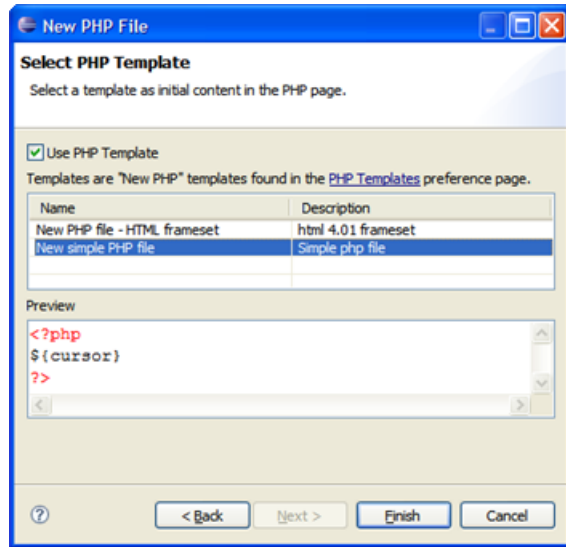 New PHP File
Select PHP Template
Select a template as initial content in the PHP page.
Use PHP Template
Templates are "New PHP" templates found in the PHP Templates preference page.
Name Description
New PHP file - HTML frameset html 4.01 frameset
New simple PHP file Simple php file
Preview
<?php
${cursor}
?>
? < Back Next > Finish Cancel